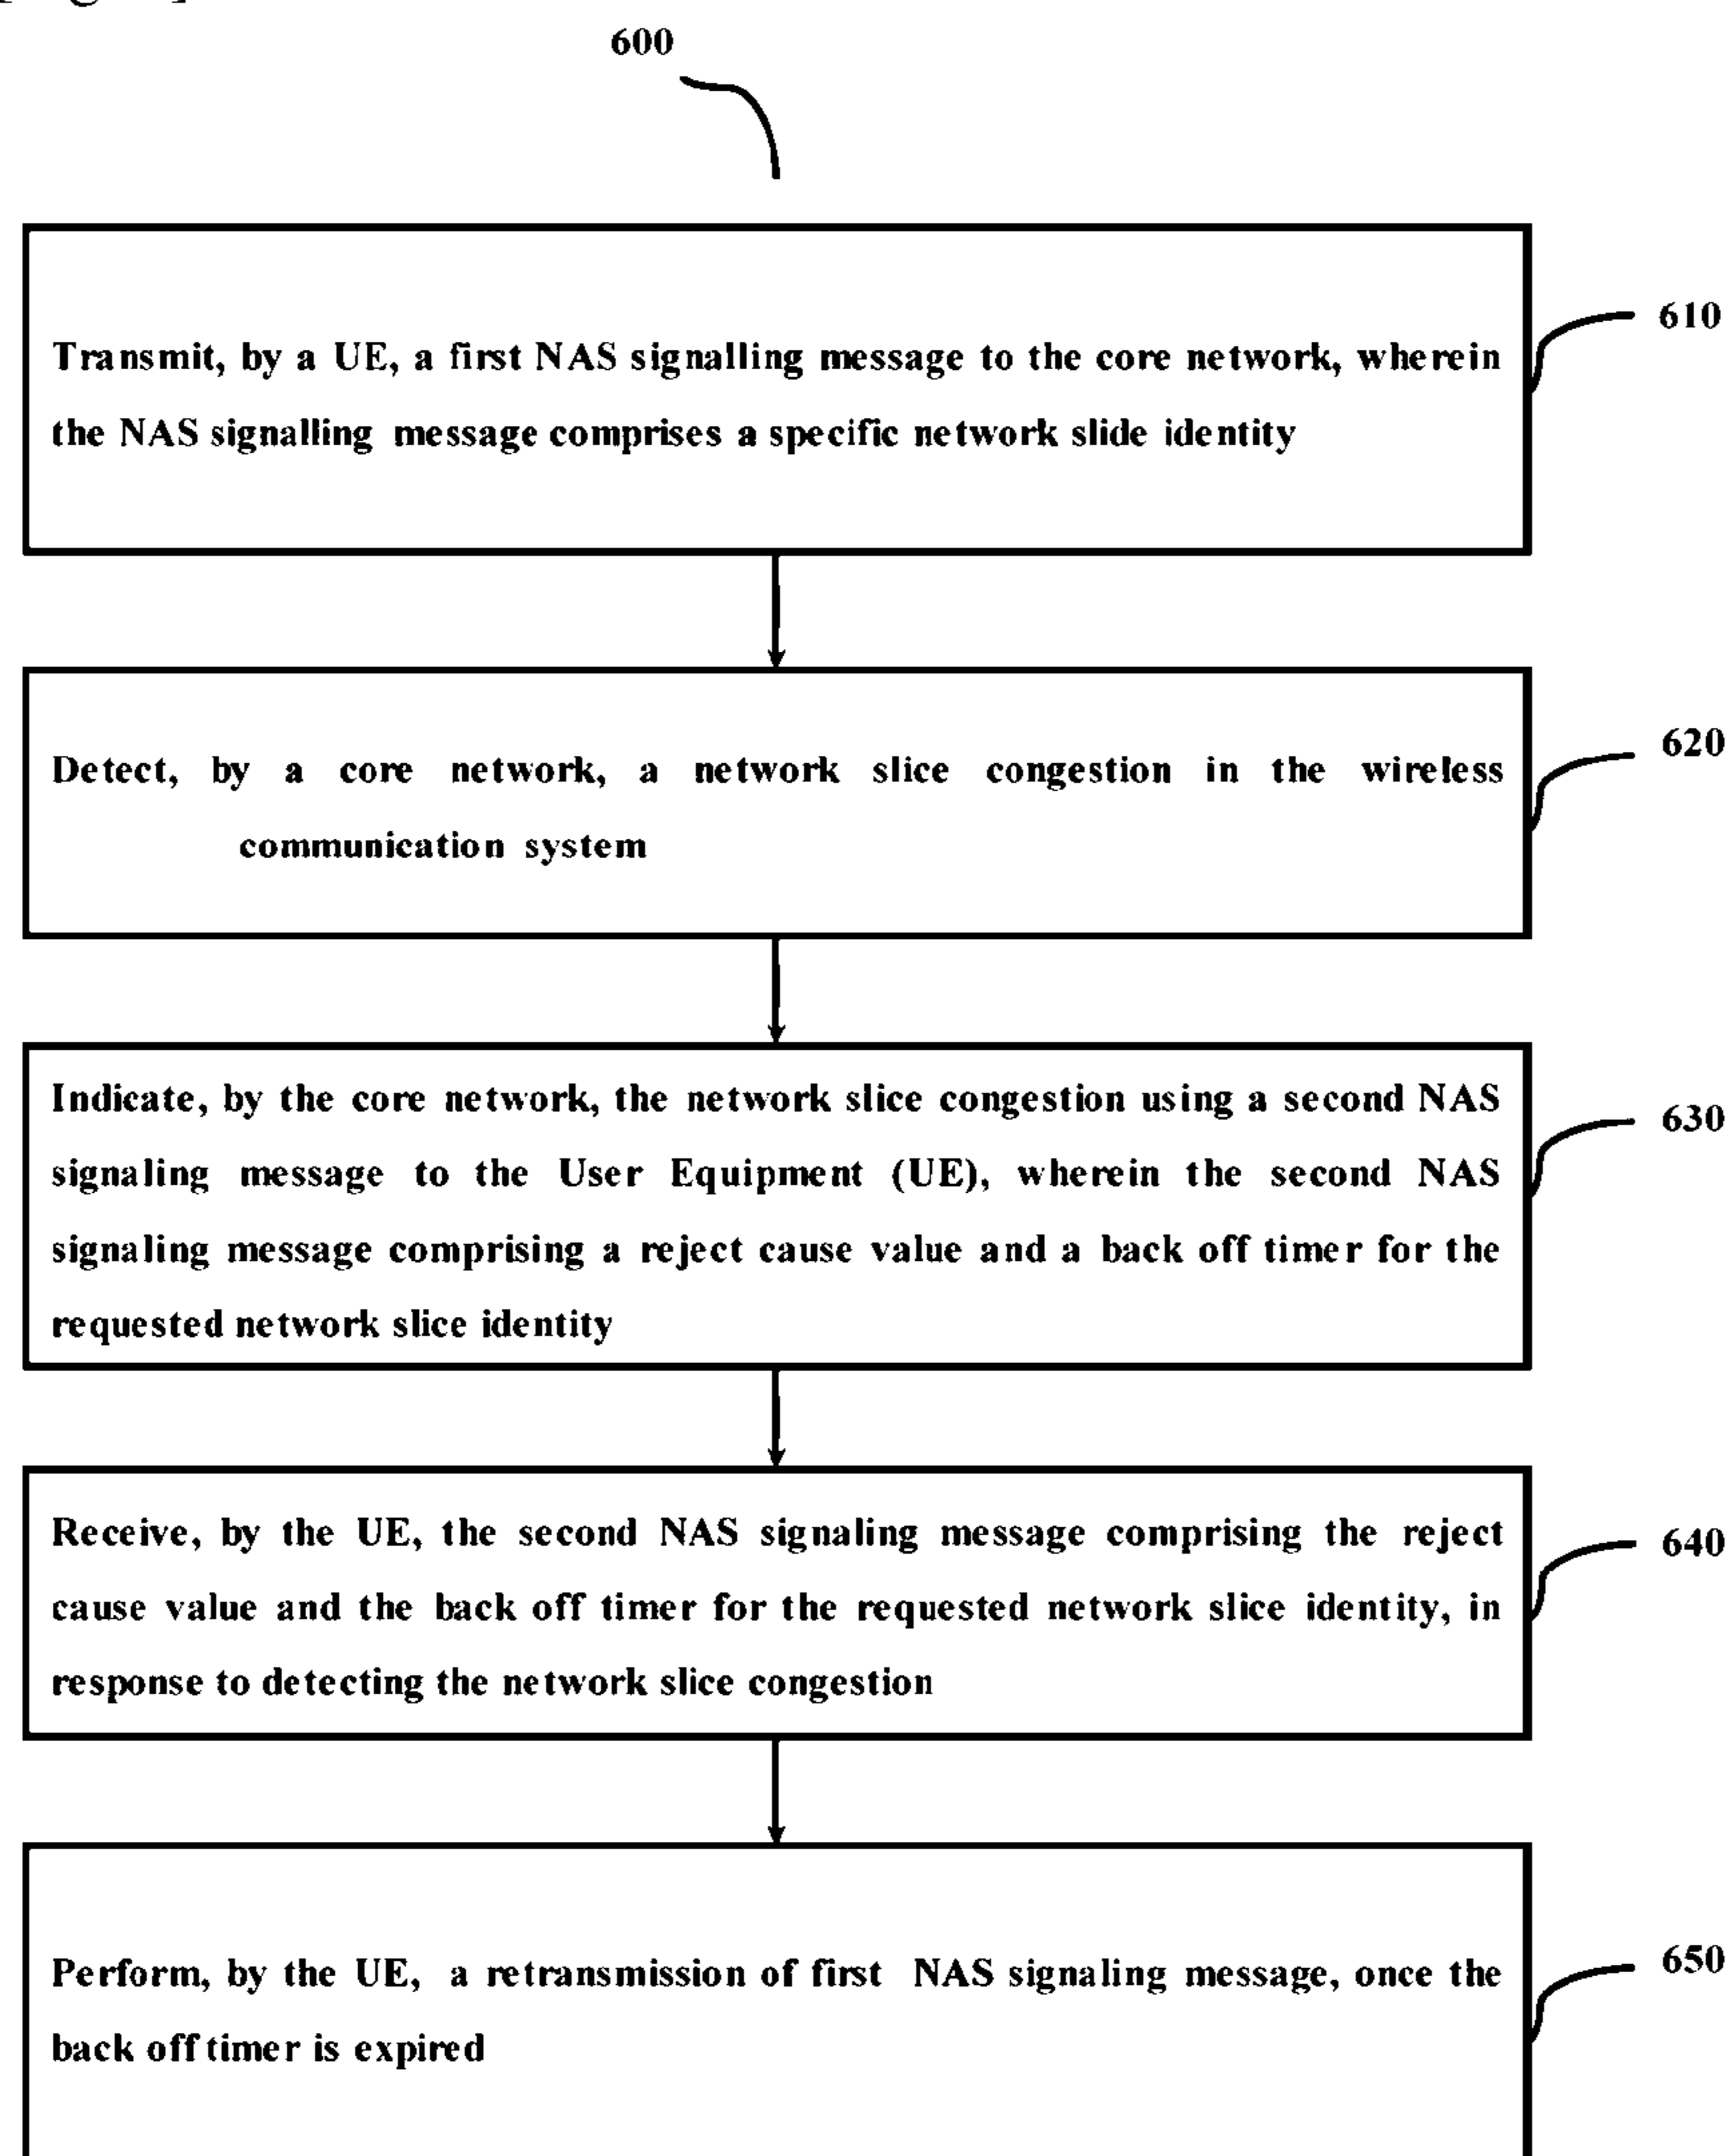 600
610
Transmit, by a UE, a first NAS signalling message to the core network, wherein
the NAS signalling message comprises a specific network slide identity
620
Detect, by a core network, a network slice congestion in the wireless
communication system
Indicate, by the core network, the network slice congestion using a second NAS
630
signaling message to the User Equipment (UE), wherein the second NAS
signaling message comprising a reject cause value and a back off timer for the
requested network slice identity
Receive, by the UE, the second NAS signaling message comprising the reject
640
cause value and the back off timer for the requested network slice identity, in
response to detecting the network slice congestion
650
Perform, by the UE, a retransmission of first NAS signaling message, once the
back off timer is expired